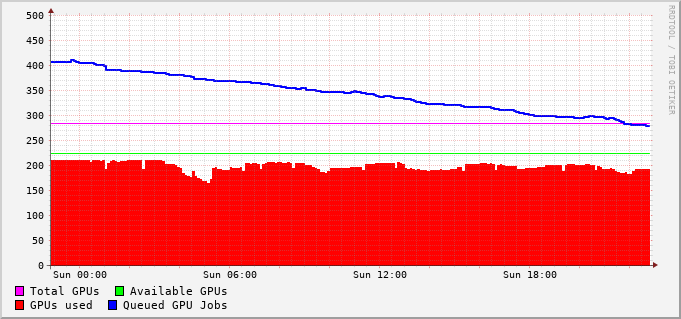 500
450
400
350
300
250
200
150
100
50
0
Sun 00:00 Sun 06:00 Sun 12:00 Sun 18:00
Total GPUs Available GPUs
GPUs used Queued GPU Jobs
RRDTOOL / TOBI OETIKER